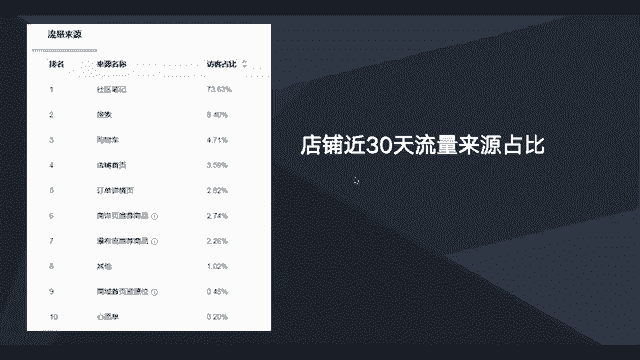 流量来源
排名 来源名称 访客占比
1 社区笔记 73.63%
2 搜索 8.40%
3 购物车 4.71%
4 店铺首页 3.56%
5 订单详情页 2.82%
6 商详页推荐商品
2.74%
7 瀑布流推荐商品
2.26%
8 其他 1.02%
9 商城首页资源位
0.45%
10 心愿单 0.20%
店铺近30天流量来源占比